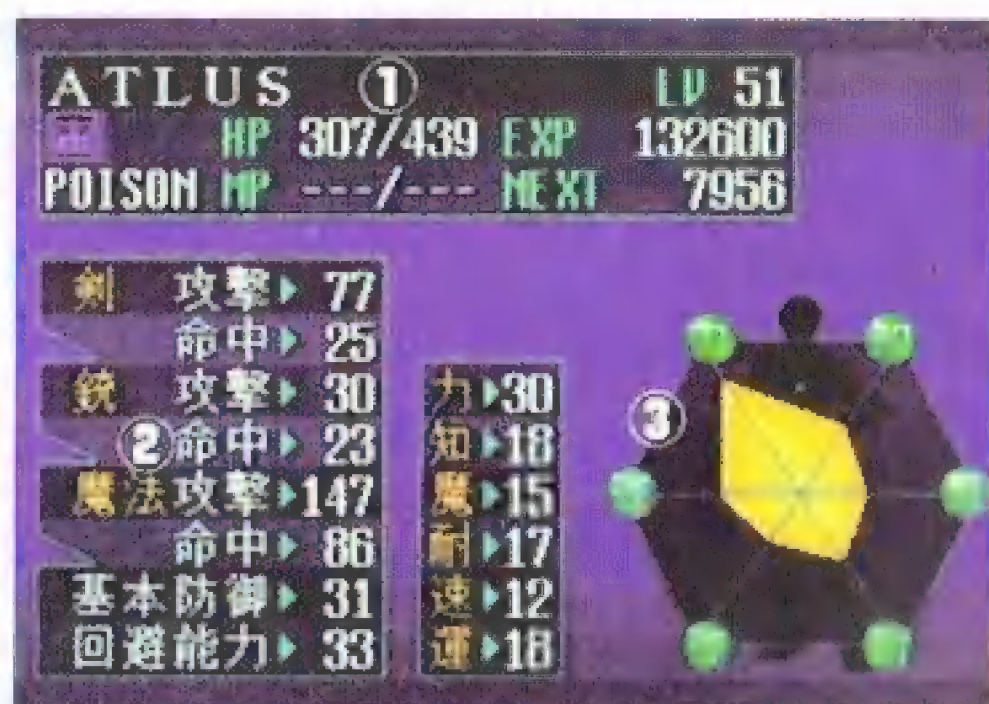 ATLUS ① LV 51
HP 307/439 EXP 132600
POISON MP ---/--- NEXT 7956
剣 攻撃▶ 77
命中▶ 25
銃 攻撃▶ 30
②命中▶ 23
魔法攻撃▶147
命中▶ 86
基本防御▶ 31
回避能力▶ 33
力▶30
知▶18
魔▶15
耐▶17
速▶12
運▶18
③